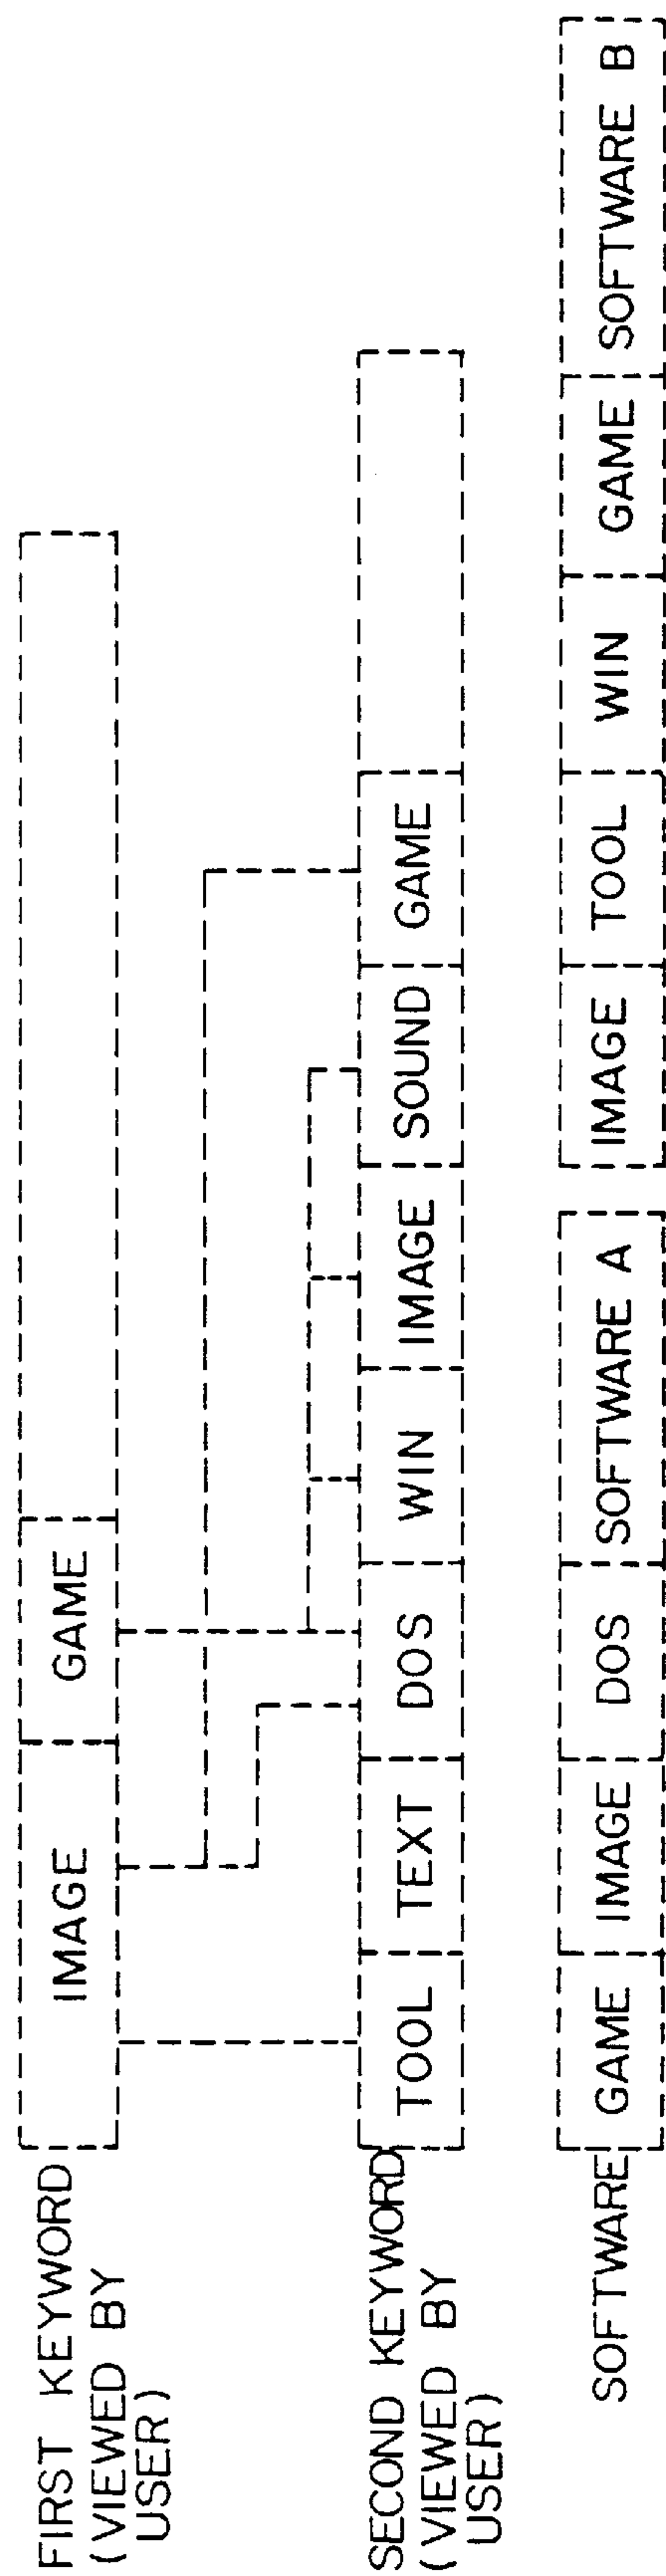 FIRST KEYWORD
(VIEWED BY
USER)
IMAGE GAME
SECOND KEYWORD
(VIEWED BY
USER)
TOOL TEXT DOS WIN IMAGE SOUND GAME
SOFTWARE
GAME IMAGE DOS SOFTWARE A
IMAGE TOOL WIN GAME SOFTWARE B